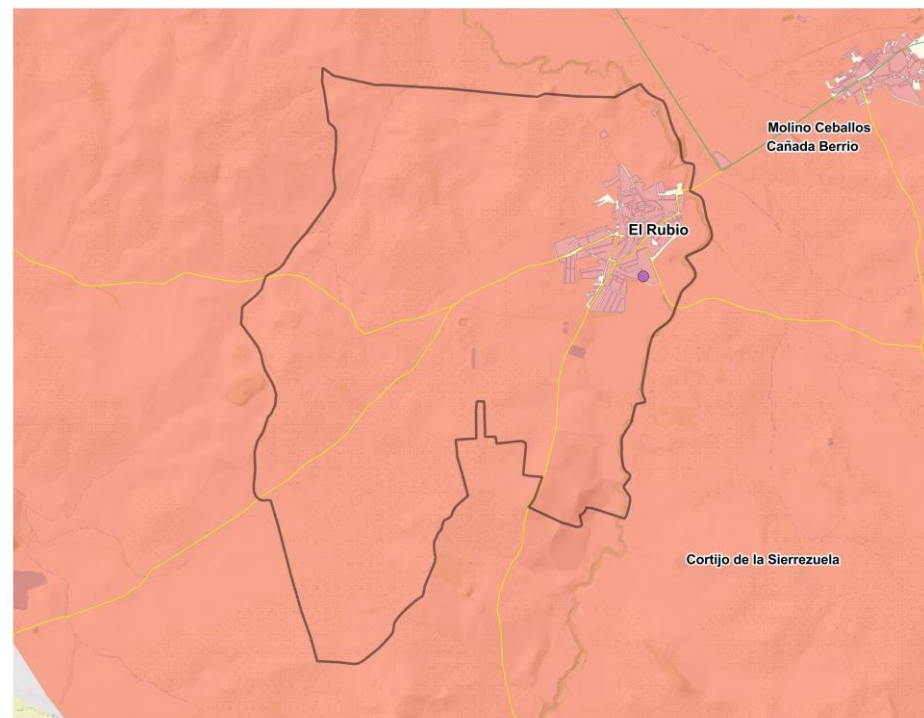 Molino Ceballos
Cañada Berrio
El Rubio
Cortijo de la Sierrezuela